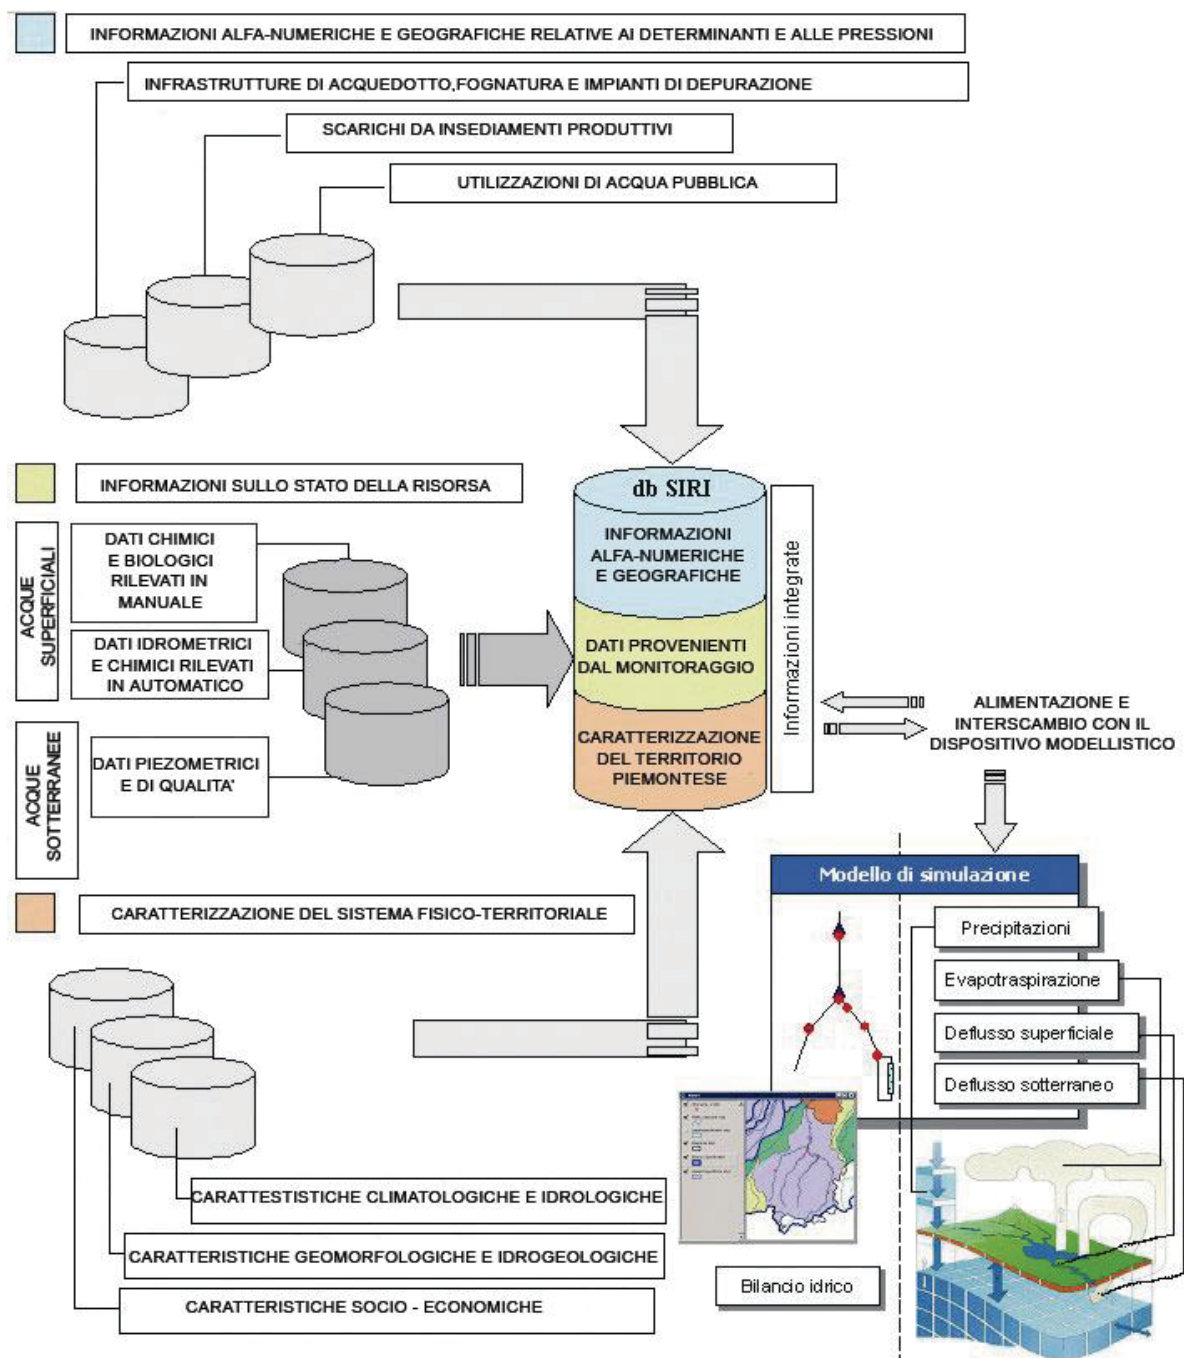 INFORMAZIONI ALFA-NUMERICHE E GEOGRAFICHE RELATIVE AI DETERMINANTI E ALLE PRESSIONI
INFRASTRUTTURE DI ACQUEDOTTO,FOGNATURA E IMPIANTI DI DEPURAZIONE
SCARICHI DA INSEDIAMENTI PRODUTTIVI
UTILIZZAZIONI DI ACQUA PUBBLICA
INFORMAZIONI SULLO STATO DELLA RISORSA
ACQUE
SUPERFICIALI
DATI CHIMICI
E BIOLOGICI
RILEVATI IN
MANUALE
DATI IDROMETRICI
E CHIMICI RILEVATI
IN AUTOMATICO
ACQUE
SOTTERRANEE
DATI PIEZOMETRICI
E DI QUALITA'
db SIRI
INFORMAZIONI
ALFA-NUMERICHE
E GEOGRAFICHE
DATI PROVENIENTI
DAL MONITORAGGIO
CARATTERIZZAZIONE
DEL TERRITORIO
PIEMONTESE
Informazioni integrate
ALIMENTAZIONE E
INTERSCAMBIO CON IL
DISPOSITIVO MODELLISTICO
CARATTERIZZAZIONE DEL SISTEMA FISICO-TERRITORIALE
CARATTESTISTICHE CLIMATOLOGICHE E IDROLOGICHE
CARATTERISTICHE GEOMORFOLOGICHE E IDROGEOLOGICHE
CARATTERISTICHE SOCIO - ECONOMICHE
Modello di simulazione
Precipitazioni
Evapotraspirazione
Deflusso superficiale
Deflusso sotterraneo
Bilancio idrico